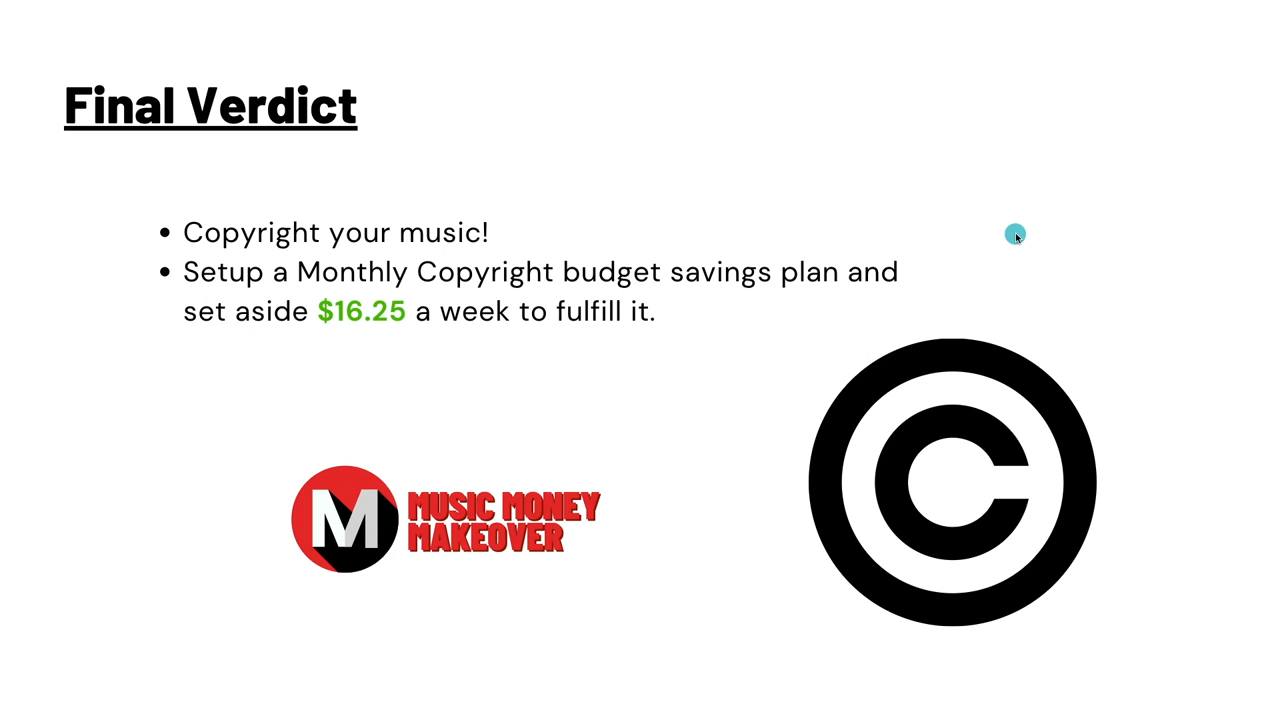 Final Verdict
• Copyright your music!
• Setup a Monthly Copyright budget savings plan and
set aside $16.25 a week to fulfill it.
M MUSIC MONEY
MAKEOVER
©